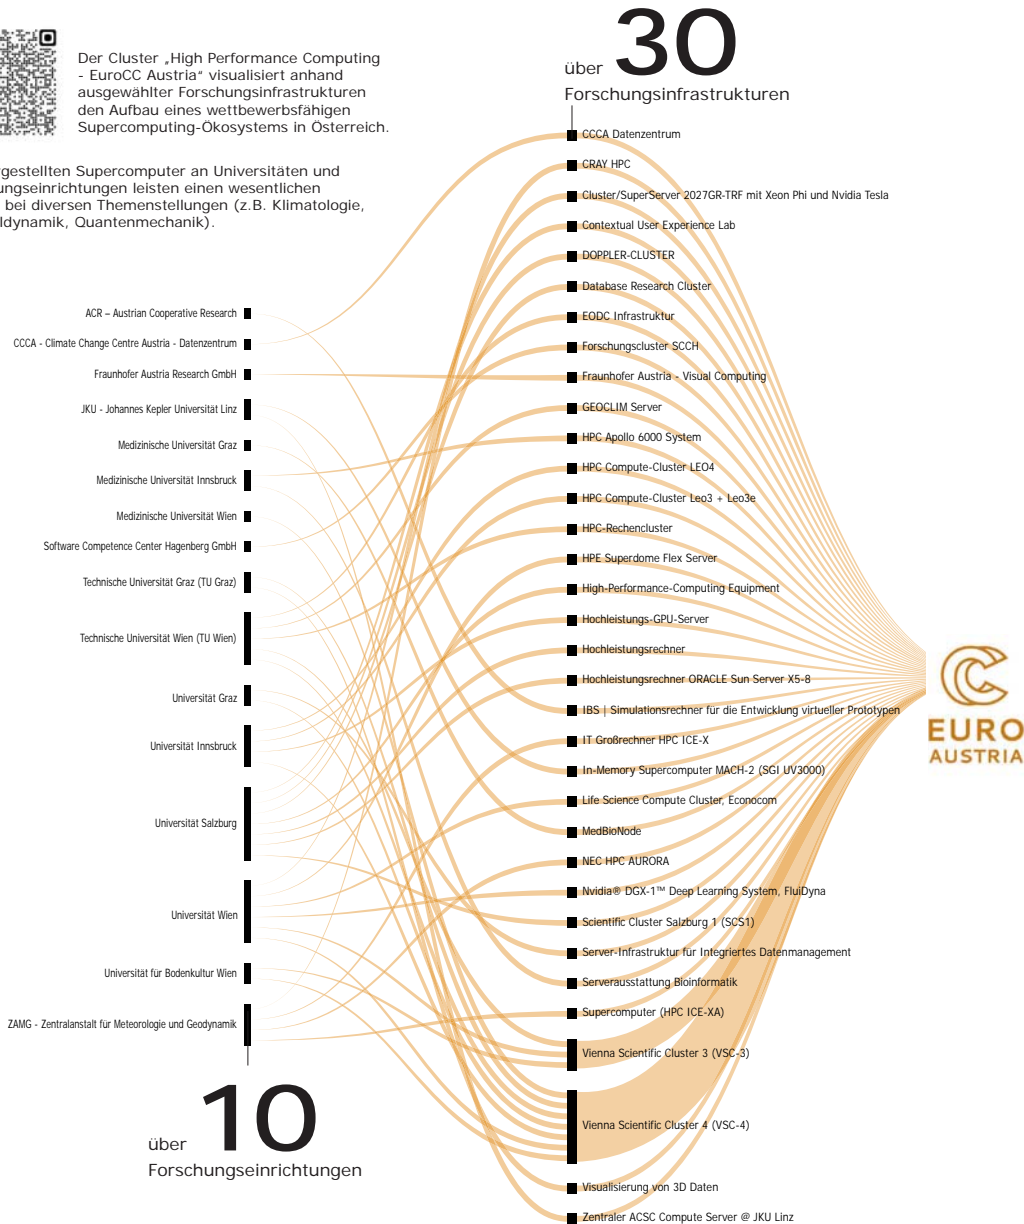 Der Cluster „High Performance Computing
- EuroCC Austria“ visualisiert anhand
ausgewählter Forschungsinfrastrukturen
den Aufbau eines wettbewerbsfähigen
Supercomputing-Ökosystems in Österreich.
rgestellten Supercomputer an Universitäten und
ungseinrichtungen leisten einen wesentlichen
bei diversen Themenstellungen (z.B. Klimatologie,
ldynamik, Quantenmechanik).
über 30
Forschungsinfrastrukturen
ACR – Austrian Cooperative Research
CCCA - Climate Change Centre Austria - Datenzentrum
Fraunhofer Austria Research GmbH
JKU - Johannes Kepler Universität Linz
Medizinische Universität Graz
Medizinische Universität Innsbruck
Medizinische Universität Wien
Software Competence Center Hagenberg GmbH
Technische Universität Graz (TU Graz)
Technische Universität Wien (TU Wien)
Universität Graz
Universität Innsbruck
Universität Salzburg
Universität Wien
Universität für Bodenkultur Wien
ZAMG - Zentralanstalt für Meteorologie und Geodynamik
über 10
Forschungseinrichtungen
CCCA Datenzentrum
CRAY HPC
Cluster/SuperServer 2027GR-TRF mit Xeon Phi und Nvidia Tesla
Contextual User Experience Lab
DOPPLER-CLUSTER
Database Research Cluster
EODC Infrastruktur
Forschungscluster SCCH
Fraunhofer Austria - Visual Computing
GEOCLIM Server
HPC Apollo 6000 System
HPC Compute-Cluster LEO4
HPC Compute-Cluster Leo3 + Leo3e
HPC-Rechencluster
HPE Superdome Flex Server
High-Performance-Computing Equipment
Hochleistungs-GPU-Server
Hochleistungsrechner
Hochleistungsrechner ORACLE Sun Server X5-8
IBS | Simulationsrechner für die Entwicklung virtueller Prototypen
IT Großrechner HPC ICE-X
In-Memory Supercomputer MACH-2 (SGI UV3000)
Life Science Compute Cluster, Econocom
MedBioNode
NEC HPC AURORA
Nvidia® DGX-1™ Deep Learning System, FluiDyna
Scientific Cluster Salzburg 1 (SCS1)
Server-Infrastruktur für Integriertes Datenmanagement
Serverausstattung Bioinformatik
Supercomputer (HPC ICE-XA)
Vienna Scientific Cluster 3 (VSC-3)
Vienna Scientific Cluster 4 (VSC-4)
Visualisierung von 3D Daten
Zentraler ACSC Compute Server @ JKU Linz
EURO
AUSTRIA